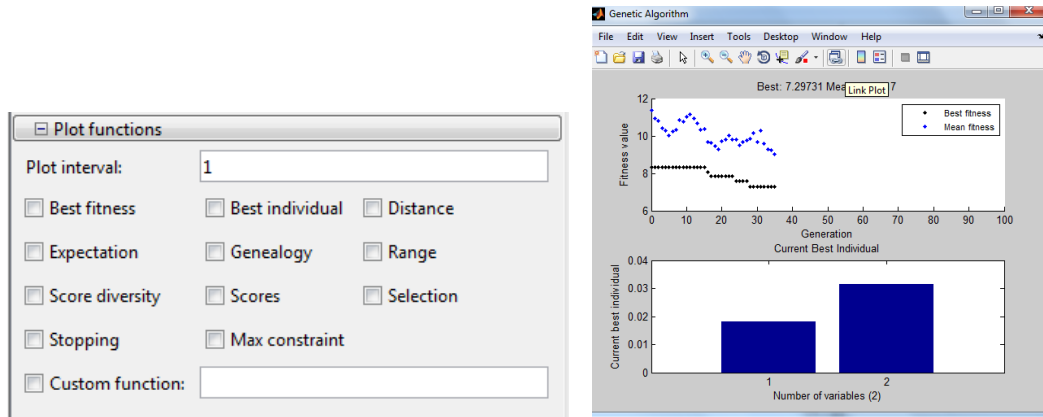 Plot functions
Plot interval: 1
Best fitness Best individual Distance
Expectation Genealogy Range
Score diversity Scores Selection
Stopping Max constraint
Custom function:
Genetic Algorithm
File Edit View Insert Tools Desktop Window Help
Best: 7.29731 Mea 7
Link Plot
12
10
8
6
Fitness value
Best fitness
Mean fitness
0 10 20 30 40 50 60 70 80 90 100
Generation
Current Best Individual
0.04
0.03
0.02
0.01
0
Current best individual
1 2
Number of variables (2)